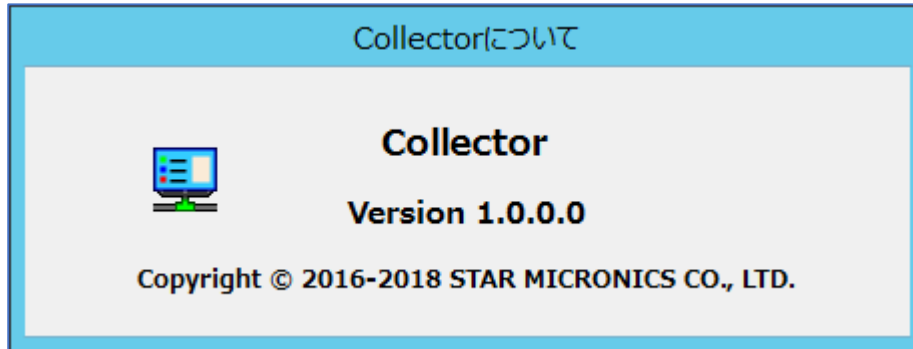 Collectorについて
Collector
Version 1.0.0.0
Copyright © 2016-2018 STAR MICRONICS CO., LTD.